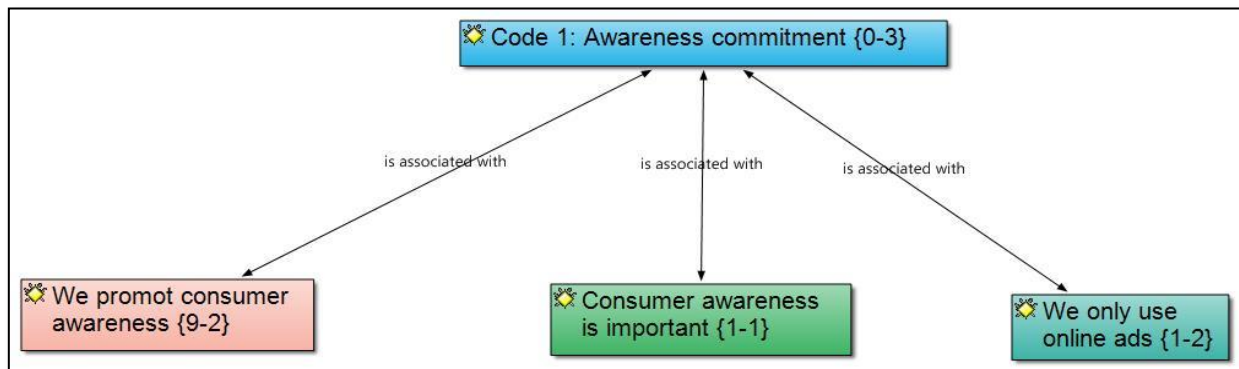 Code 1: Awareness commitment {0-3}
is associated with
is associated with
is associated with
We promot consumer
awareness {9-2}
Consumer awareness
is important {1-1}
We only use
online ads {1-2}